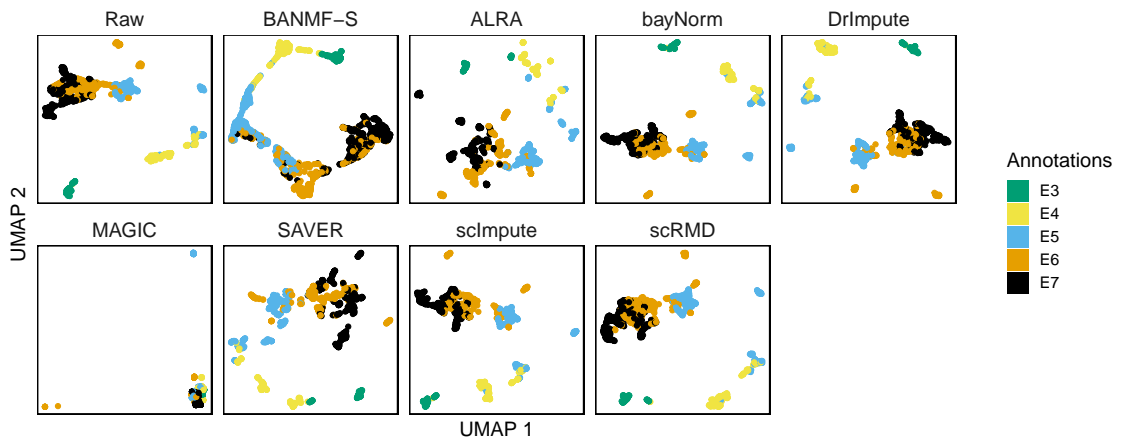 Raw
BANMF−S
ALRA
bayNorm
DrImpute
MAGIC
SAVER
scImpute
scRMD
UMAP 2
UMAP 1
Annotations
E3
E4
E5
E6
E7